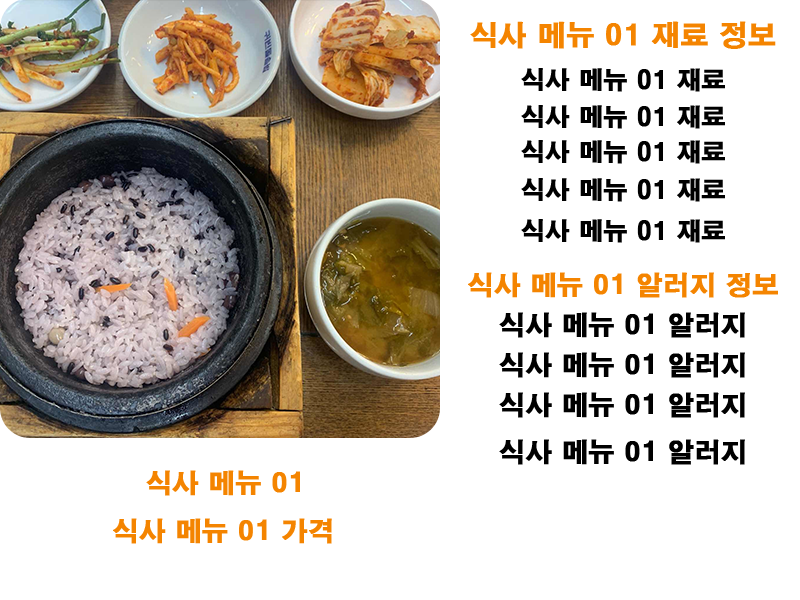 식사 메뉴 01 재료 정보
식사 메뉴 01 재료
식사 메뉴 01 재료
식사 메뉴 01 재료
식사 메뉴 01 재료
식사 메뉴 01 재료
식사 메뉴 01 알러지 정보
식사 메뉴 01 알러지
식사 메뉴 01 알러지
식사 메뉴 01 알러지
식사 메뉴 01 알러지
식사 메뉴 01
식사 메뉴 01 가격